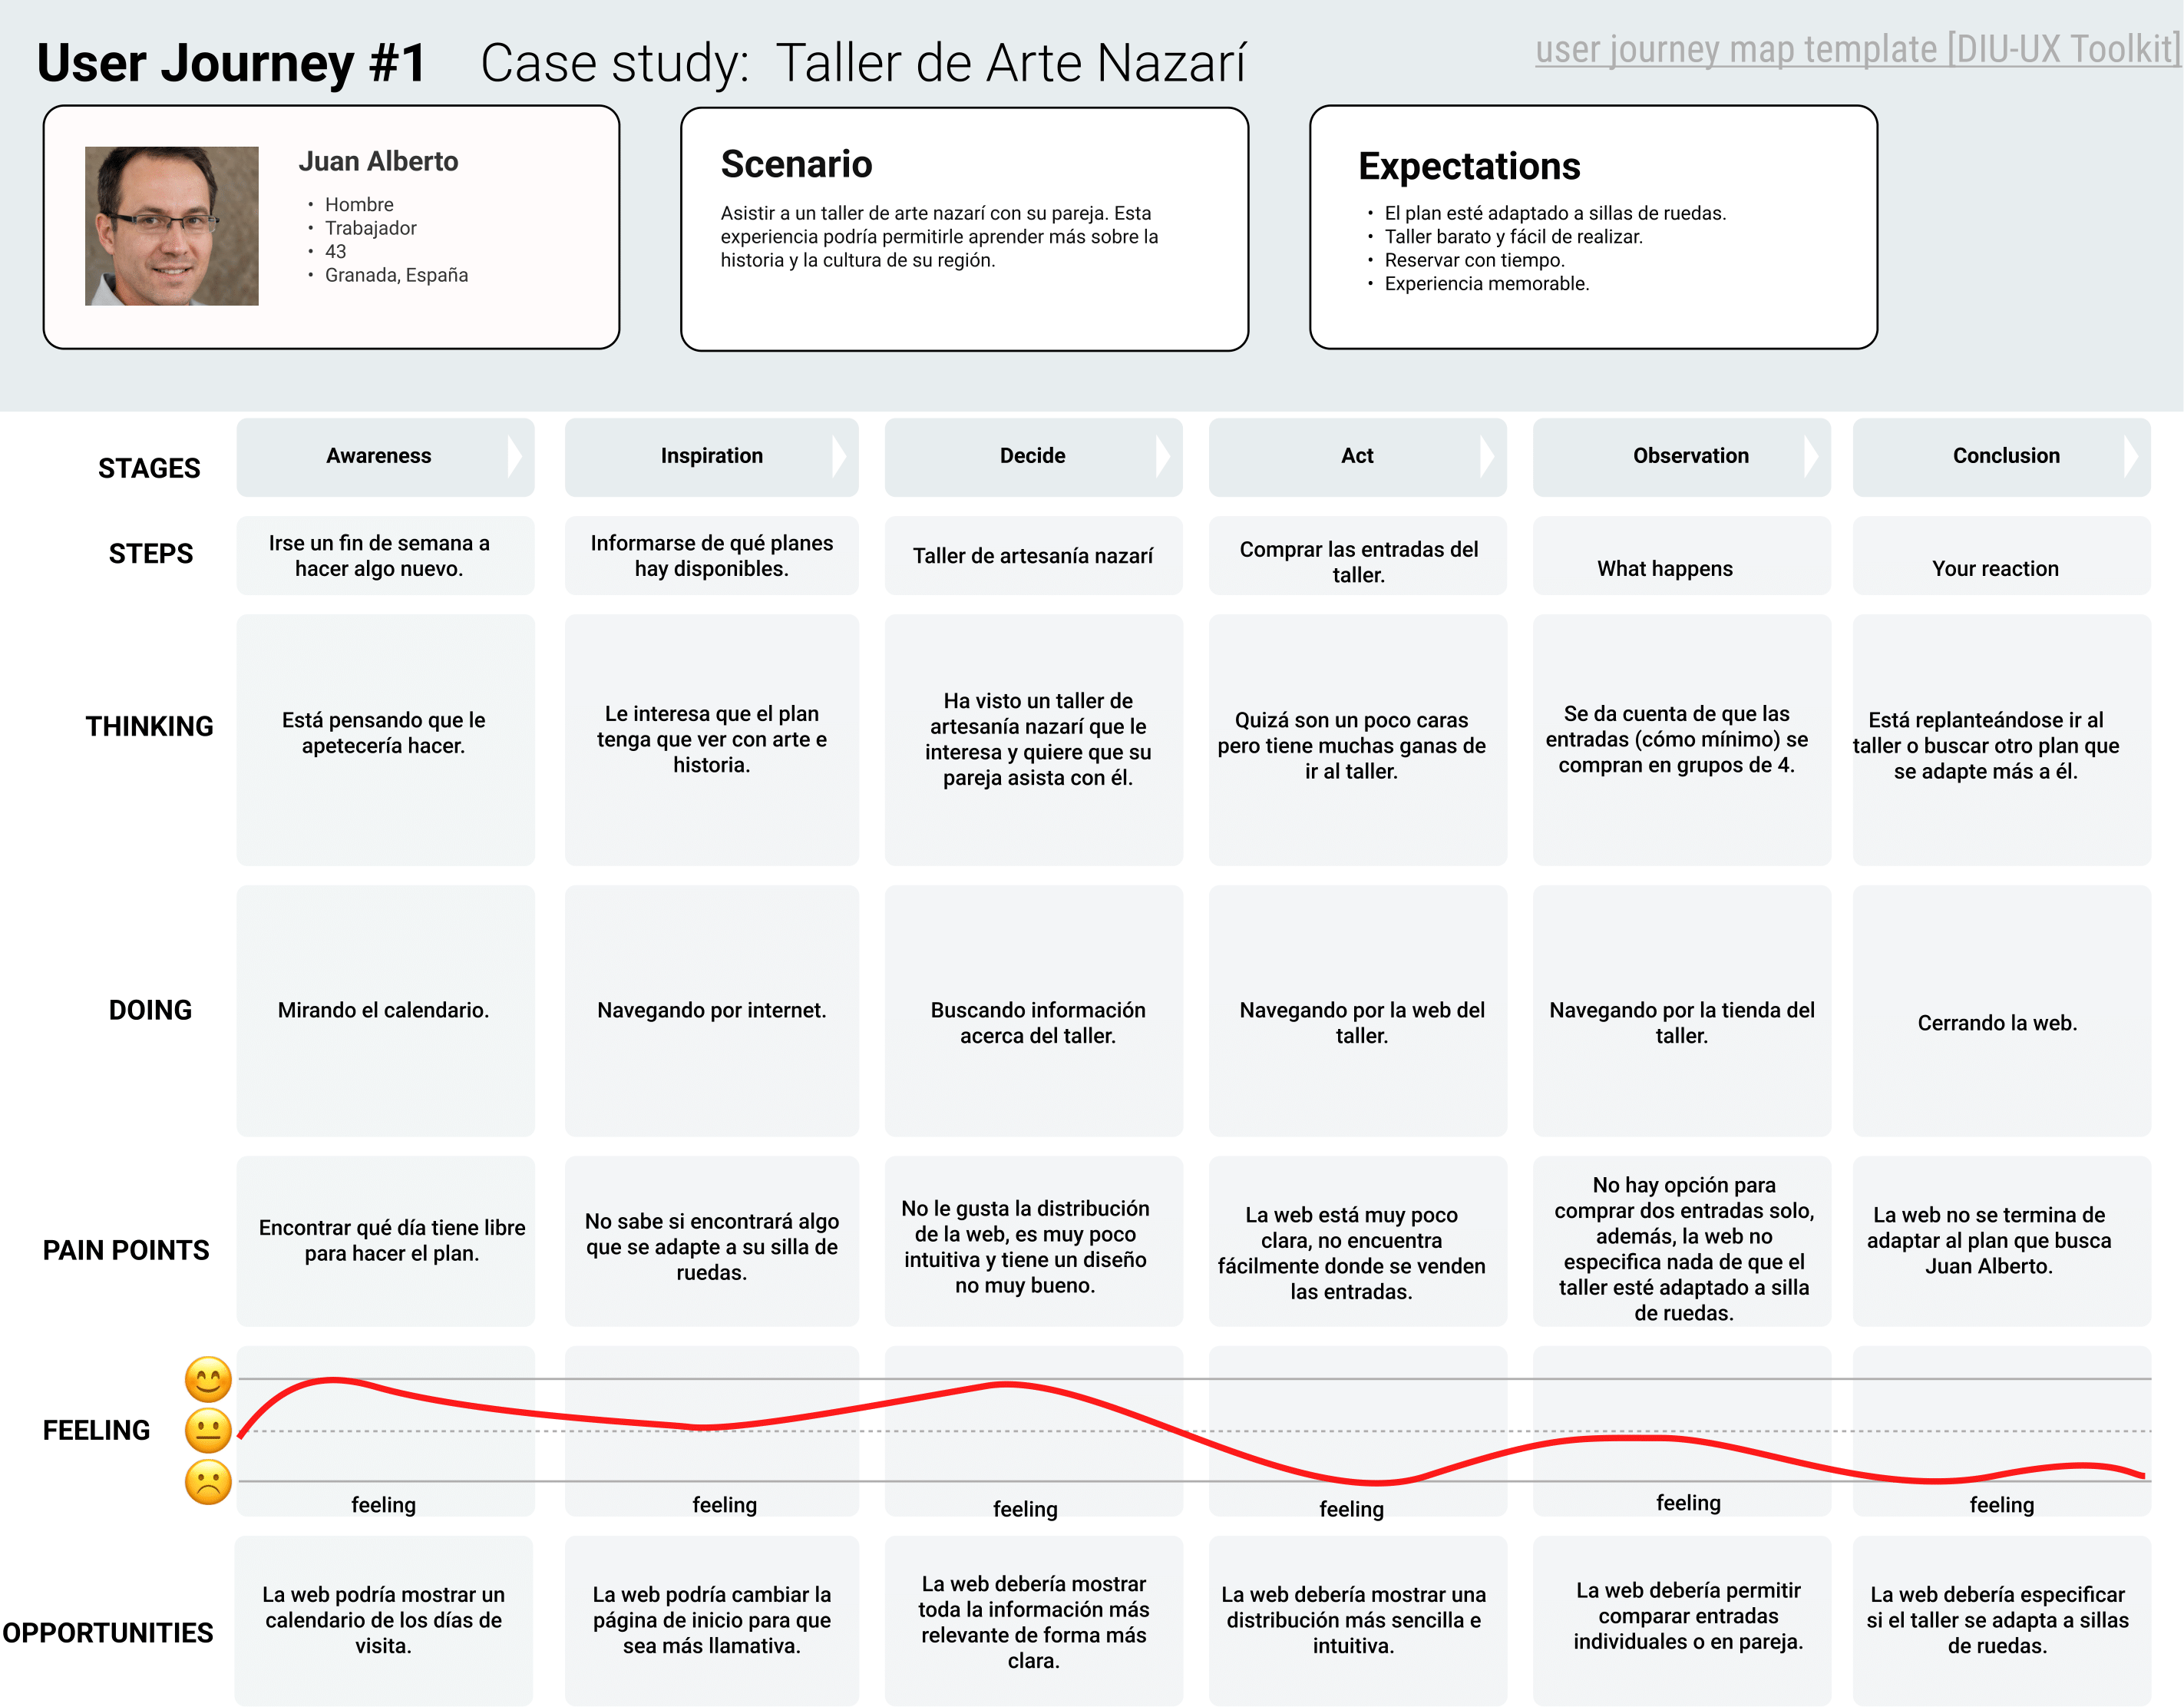 User Journey #1 Case study: Taller de Arte Nazarí
user journey map template [DIU-UX Toolkit]
Juan Alberto
• Hombre
• Trabajador
• 43
• Granada, España
Scenario
Asistir a un taller de arte nazarí con su pareja. Esta
experiencia podría permitirle aprender más sobre la
historia y la cultura de su región.
Expectations
• El plan esté adaptado a sillas de ruedas.
• Taller barato y fácil de realizar.
• Reservar con tiempo.
• Experiencia memorable.
STAGES
Awareness
Inspiration
Decide
Act
Observation
Conclusion
STEPS
Irse un fin de semana a
hacer algo nuevo.
Informarse de qué planes
hay disponibles.
Taller de artesanía nazarí
Comprar las entradas del
taller.
What happens
Your reaction
THINKING
Está pensando que le
apetecería hacer.
Le interesa que el plan
tenga que ver con arte e
historia.
Ha visto un taller de
artesanía nazarí que le
interesa y quiere que su
pareja asista con él.
Quizá son un poco caras
pero tiene muchas ganas de
ir al taller.
Se da cuenta de que las
entradas (cómo mínimo) se
compran en grupos de 4.
Está replanteándose ir al
taller o buscar otro plan que
se adapte más a él.
DOING
Mirando el calendario.
Navegando por internet.
Buscando información
acerca del taller.
Navegando por la web del
taller.
Navegando por la tienda del
taller.
Cerrando la web.
PAIN POINTS
Encontrar qué día tiene libre
para hacer el plan.
No sabe si encontrará algo
que se adapte a su silla de
ruedas.
No le gusta la distribución
de la web, es muy poco
intuitiva y tiene un diseño
no muy bueno.
La web está muy poco
clara, no encuentra
fácilmente donde se venden
las entradas.
No hay opción para
comprar dos entradas solo,
además, la web no
especifica nada de que el
taller esté adaptado a silla
de ruedas.
La web no se termina de
adaptar al plan que busca
Juan Alberto.
FEELING
feeling
feeling
feeling
feeling
feeling
feeling
OPPORTUNITIES
La web podría mostrar un
calendario de los días de
visita.
La web podría cambiar la
página de inicio para que
sea más llamativa.
La web debería mostrar
toda la información más
relevante de forma más
clara.
La web debería mostrar una
distribución más sencilla e
intuitiva.
La web debería permitir
comparar entradas
individuales o en pareja.
La web debería especificar
si el taller se adapta a sillas
de ruedas.